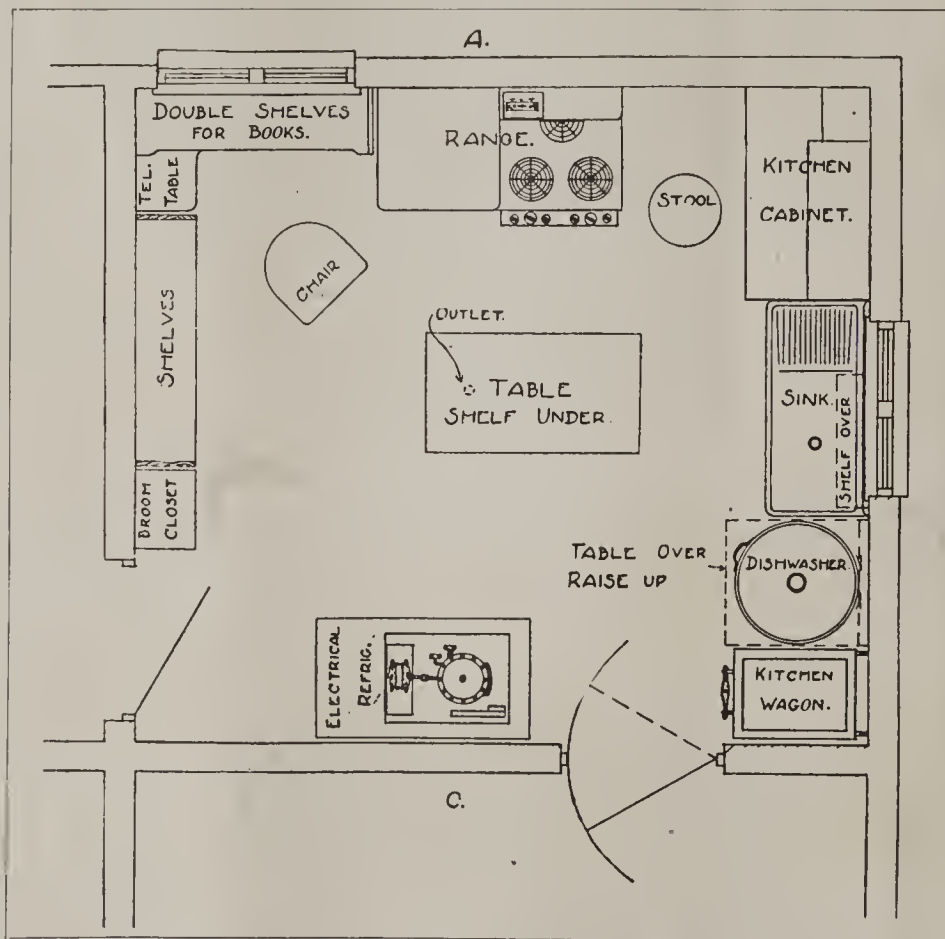 A.
DOUBLE SHELVES
FOR BOOKS.
RANGE.
KITCHEN
CABINET.
STOOL
TEL.
TABLE
CHAIR
SHELVES
OUTLET.
TABLE
SHELF UNDER.
SINK.
SHELF OVER
BROOM
CLOSET
TABLE OVER
RAISE UP
DISHWASHER
ELECTRICAL
REFRIG.
KITCHEN
WAGON.
C.